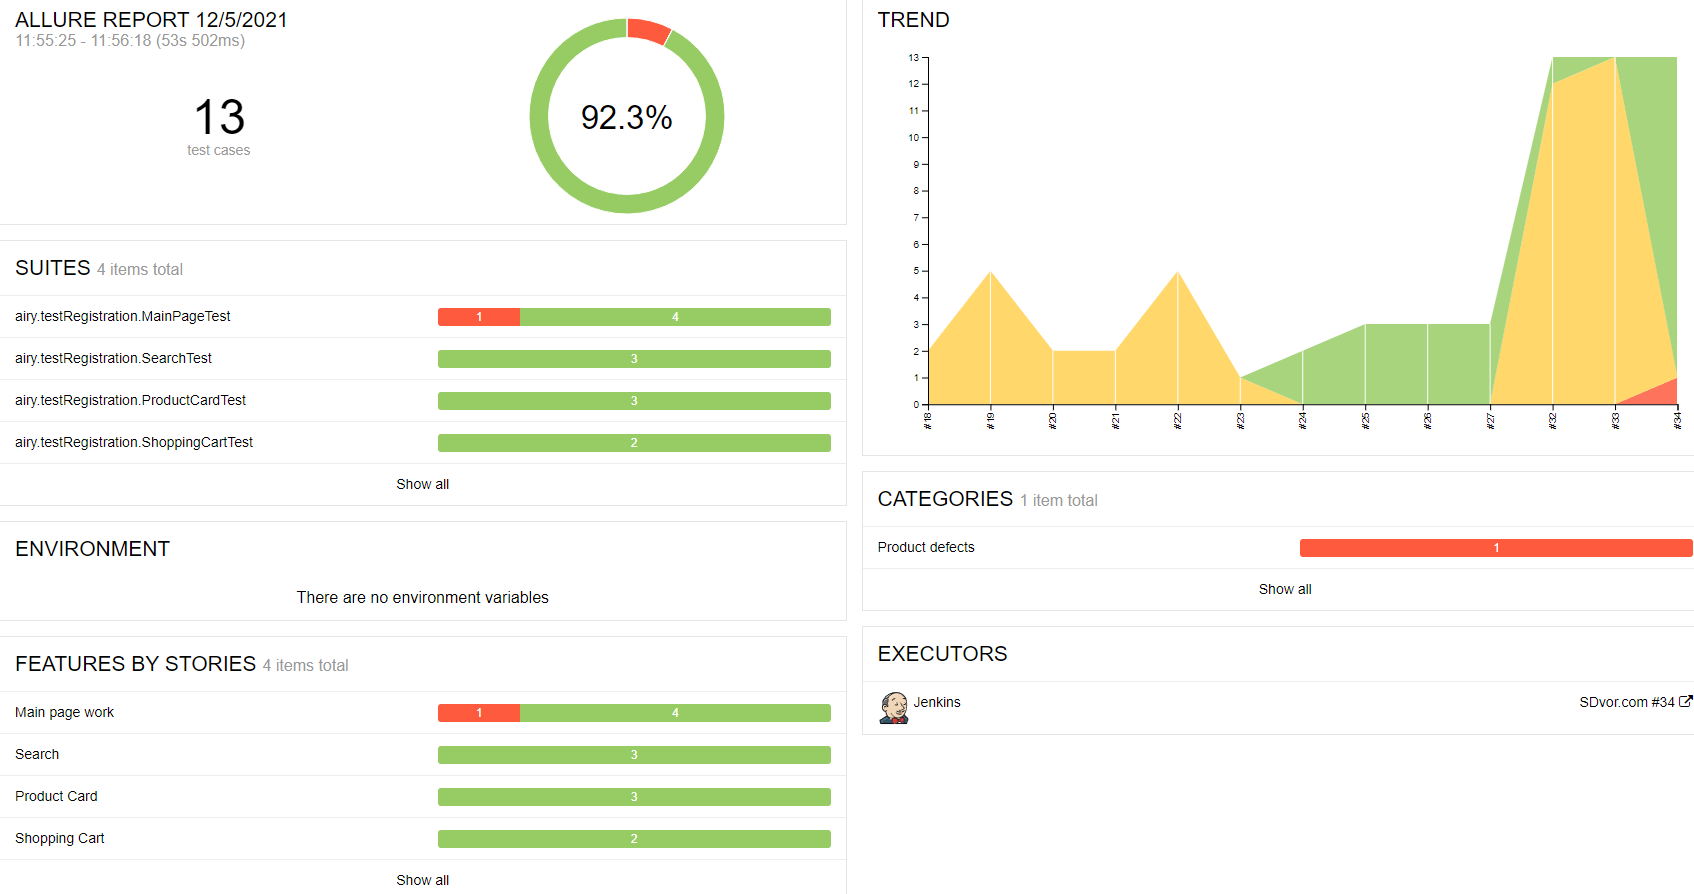 ALLURE REPORT 12/5/2021
11:55:25 - 11:56:18 (53s 502ms)
13
test cases
92.3%
SUITES 4 items total
airy.testRegistration.MainPageTest 1 4
airy.testRegistration.SearchTest 3
airy.testRegistration.ProductCardTest 3
airy.testRegistration.ShoppingCartTest 2
Show all
ENVIRONMENT
There are no environment variables
FEATURES BY STORIES 4 items total
Main page work 1 4
Search 3
Product Card 3
Shopping Cart 2
Show all
TREND
13
12
11
10
9
8
7
6
5
4
3
2
1
0
#18 #19 #20 #21 #22 #23 #24 #25 #26 #27 #32 #33 #34
CATEGORIES 1 item total
Product defects 1
Show all
EXECUTORS
Jenkins SDvor.com #34